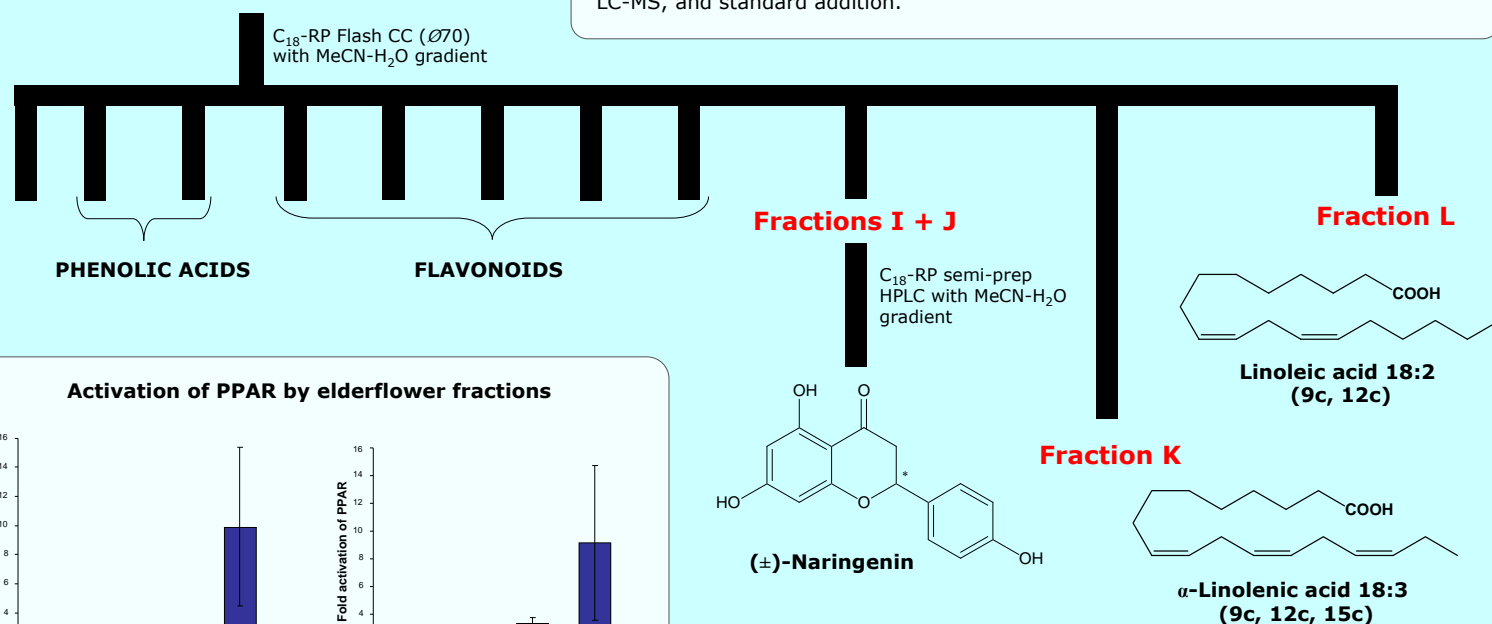 LC-MS, and standard addition.
C18-RP Flash CC (Ø70)
with MeCN-H2O gradient
PHENOLIC ACIDS
FLAVONOIDS
Fractions I + J
C18-RP semi-prep
HPLC with MeCN-H2O
gradient
OH
O
HO
O
*
OH
(±)-Naringenin
Fraction K
COOH
α-Linolenic acid 18:3
(9c, 12c, 15c)
Fraction L
COOH
Linoleic acid 18:2
(9c, 12c)
Activation of PPAR by elderflower fractions
16
14
12
10
8
6
4
Fold activation of PPAR
16
14
12
10
8
6
4